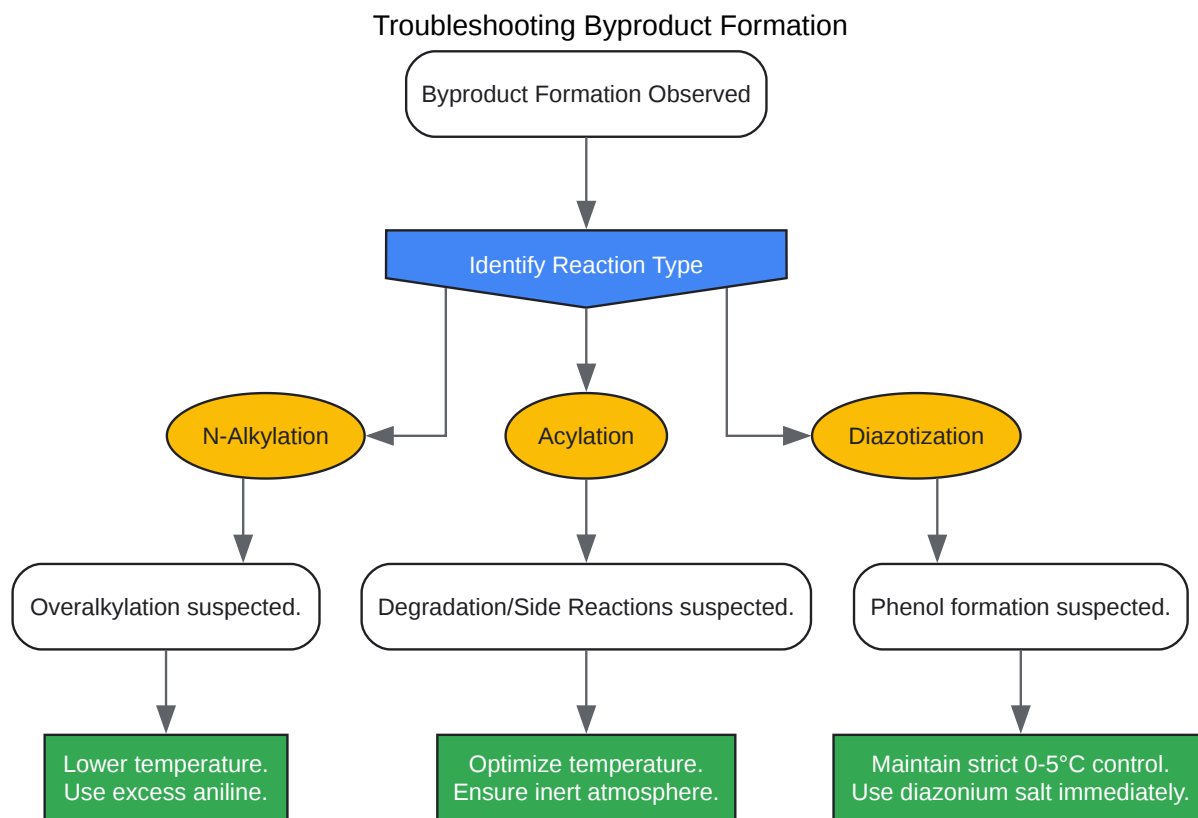 Troubleshooting Byproduct Formation
Byproduct Formation Observed
Identify Reaction Type
N-Alkylation
Acylation
Diazotization
Overalkylation suspected.
Degradation/Side Reactions suspected.
Phenol formation suspected.
Lower temperature.
Use excess aniline.
Optimize temperature.
Ensure inert atmosphere.
Maintain strict 0-5°C control.
Use diazonium salt immediately.